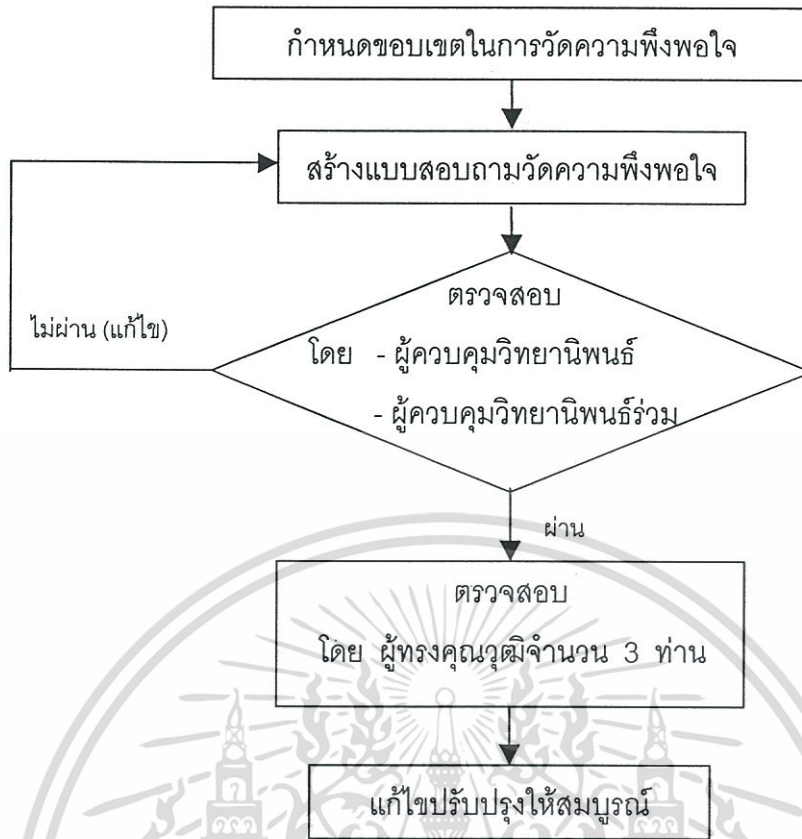 กำหนดขอบเขตในการวัดความพึงพอใจ
สร้างแบบสอบถามวัดความพึงพอใจ
ตรวจสอบ
โดย - ผู้ควบคุมวิทยานิพนธ์
- ผู้ควบคุมวิทยานิพนธ์ร่วม
ไม่ผ่าน (แก้ไข)
ผ่าน
ตรวจสอบ
โดย ผู้ทรงคุณวุฒิจำนวน 3 ท่าน
แก้ไขปรับปรุงให้สมบูรณ์